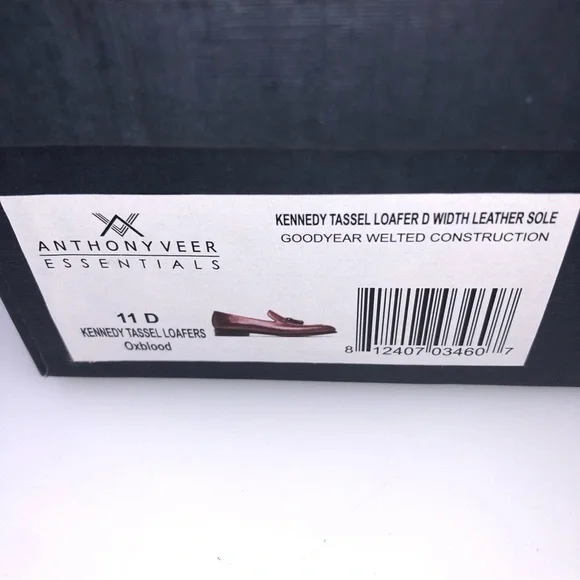 ANTHONY VEER
ESSENTIALS
KENNEDY TASSEL LOAFER D WIDTH LEATHER SOLE
GOODYEAR WELTED CONSTRUCTION
11 D
KENNEDY TASSEL LOAFERS
Oxblood
8 12407 03460 7